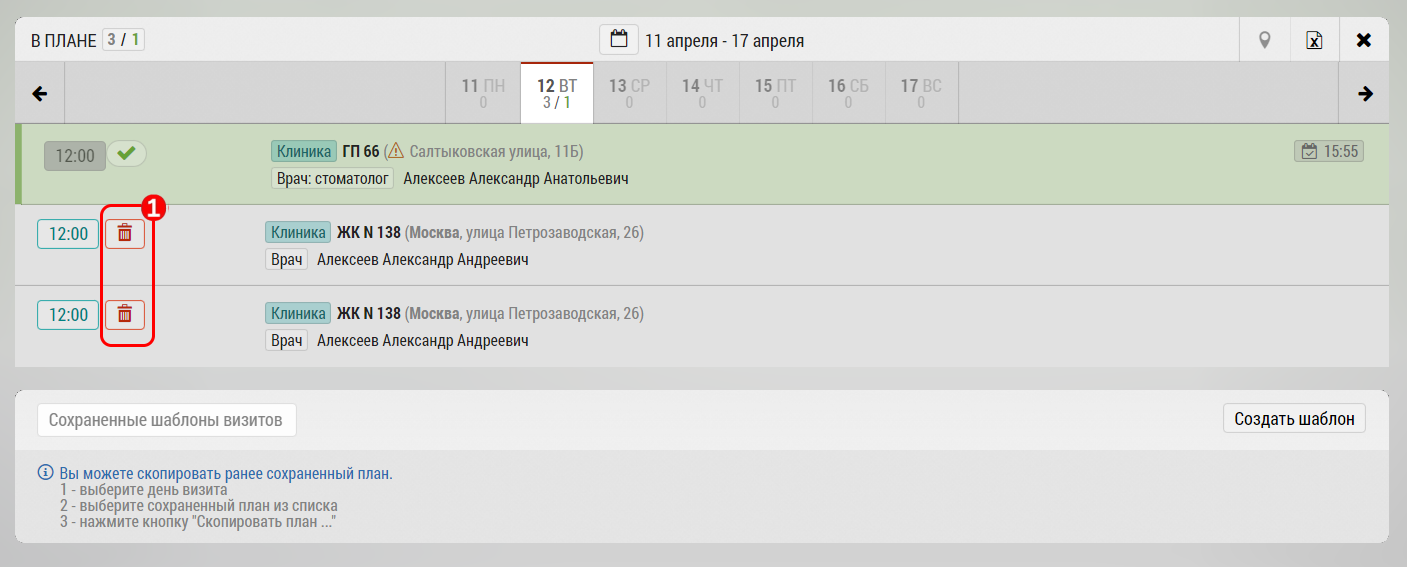 В ПЛАНЕ 3 / 1
11 апреля - 17 апреля
11 ПН 12 ВТ 13 СР 14 ЧТ 15 ПТ 16 СБ 17 ВС
0 3 / 1 0 0 0 0 0
12:00 Клиника ГП 66 (Салтыковская улица, 11Б) 15:55
Врач: стоматолог Алексеев Александр Анатольевич
1
12:00 Клиника ЖК N 138 (Москва, улица Петрозаводская, 26)
Врач Алексеев Александр Андреевич
12:00 Клиника ЖК N 138 (Москва, улица Петрозаводская, 26)
Врач Алексеев Александр Андреевич
Сохраненные шаблоны визитов Создать шаблон
Вы можете скопировать ранее сохраненный план.
1 - выберите день визита
2 - выберите сохраненный план из списка
3 - нажмите кнопку "Скопировать план ..."